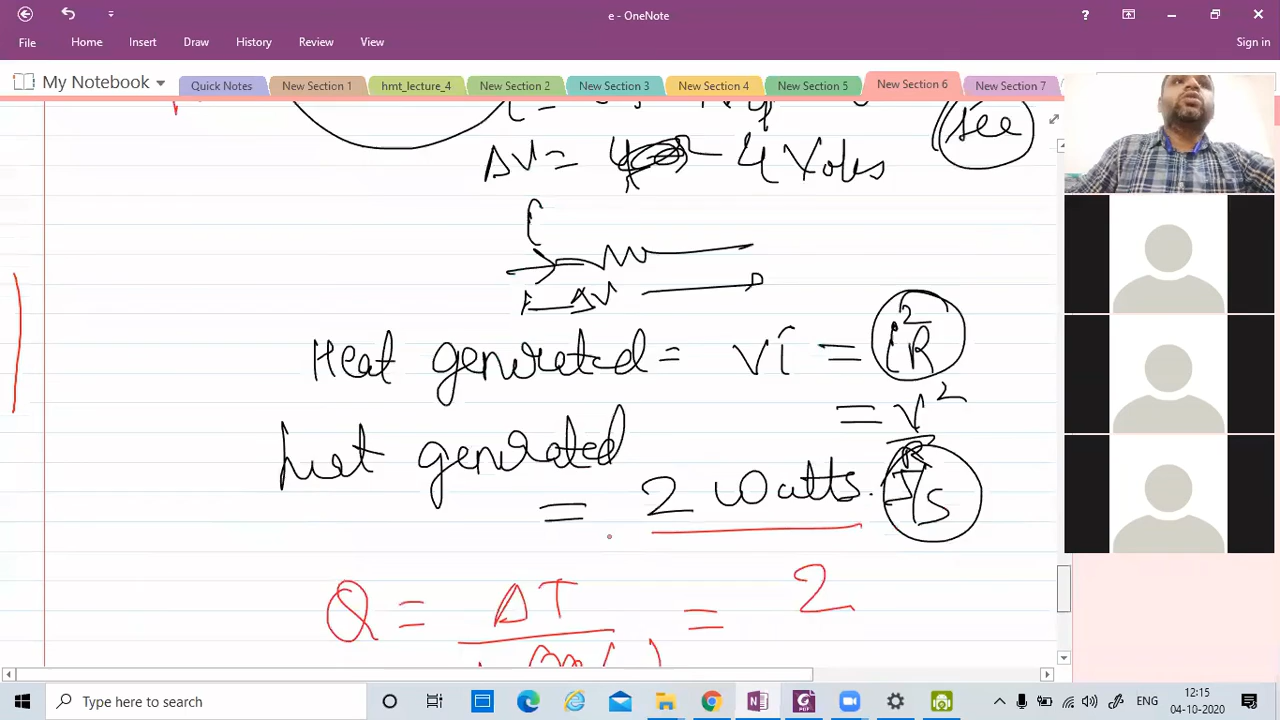 e - OneNote
Sign in
File Home Insert Draw History Review View
My Notebook
Quick Notes New Section 1 hmt_lecture_4 New Section 2 New Section 3 New Section 4 New Section 5 New Section 6 New Section 7
see
ΔV = 4 Volts
i
ΔV
Heat generated = vi = i²R
= v²/R
heat generated
= 2 Watts. J/S
Q = ΔT = 2
Type here to search
ENG
2:15
04-10-2020